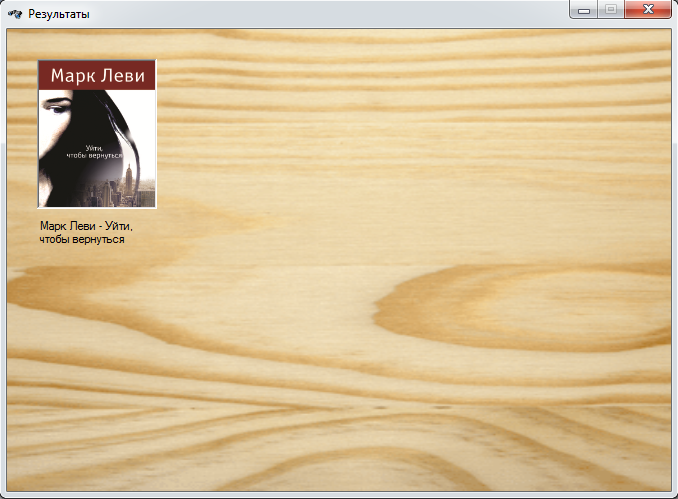 Результаты
Марк Леви
Уйти,
чтобы вернуться
Марк Леви - Уйти,
чтобы вернуться